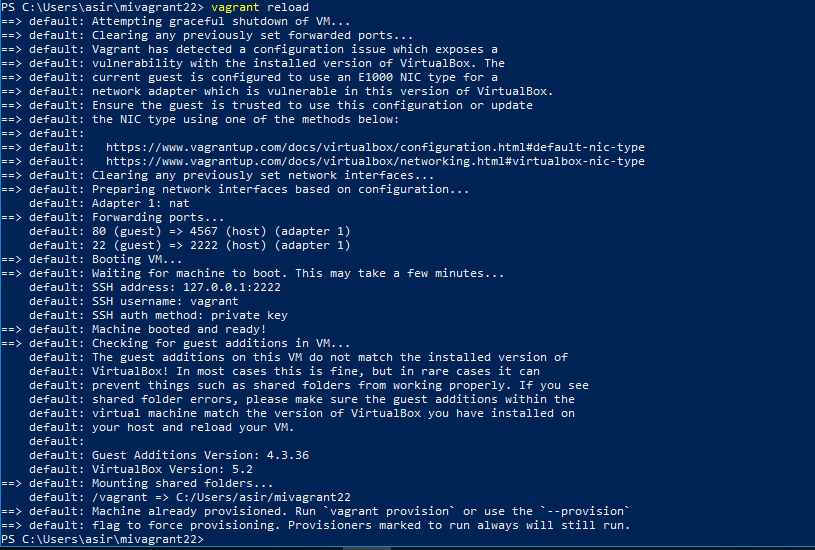 PS C:\Users\asir\mivagrant22> vagrant reload
==> default: Attempting graceful shutdown of VM...
==> default: Clearing any previously set forwarded ports...
==> default: Vagrant has detected a configuration issue which exposes a
==> default: vulnerability with the installed version of VirtualBox. The
==> default: current guest is configured to use an E1000 NIC type for a
==> default: network adapter which is vulnerable in this version of VirtualBox.
==> default: Ensure the guest is trusted to use this configuration or update
==> default: the NIC type using one of the methods below:
==> default:
==> default:   https://www.vagrantup.com/docs/virtualbox/configuration.html#default-nic-type
==> default:   https://www.vagrantup.com/docs/virtualbox/networking.html#virtualbox-nic-type
==> default: Clearing any previously set network interfaces...
==> default: Preparing network interfaces based on configuration...
    default: Adapter 1: nat
==> default: Forwarding ports...
    default: 80 (guest) => 4567 (host) (adapter 1)
    default: 22 (guest) => 2222 (host) (adapter 1)
==> default: Booting VM...
==> default: Waiting for machine to boot. This may take a few minutes...
    default: SSH address: 127.0.0.1:2222
    default: SSH username: vagrant
    default: SSH auth method: private key
==> default: Machine booted and ready!
==> default: Checking for guest additions in VM...
    default: The guest additions on this VM do not match the installed version of
    default: VirtualBox! In most cases this is fine, but in rare cases it can
    default: prevent things such as shared folders from working properly. If you see
    default: shared folder errors, please make sure the guest additions within the
    default: virtual machine match the version of VirtualBox you have installed on
    default: your host and reload your VM.
    default:
    default: Guest Additions Version: 4.3.36
    default: VirtualBox Version: 5.2
==> default: Mounting shared folders...
    default: /vagrant => C:/Users/asir/mivagrant22
==> default: Machine already provisioned. Run `vagrant provision` or use the `--provision`
==> default: flag to force provisioning. Provisioners marked to run always will still run.
PS C:\Users\asir\mivagrant22>